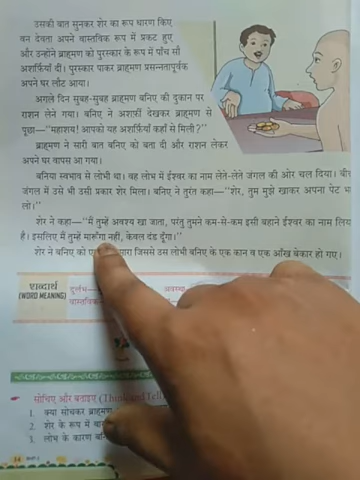 उसकी बात सुनकर शेर का रूप धारण किए
वन देवता अपने वास्तविक रूप में प्रकट हुए
और उन्होंने ब्राह्मण को पुरस्कार के रूप में पाँच सौ
अशर्फ़ियाँ दीं। पुरस्कार पाकर ब्राह्मण प्रसन्नतापूर्वक
अपने घर लौट आया।
अगले दिन सुबह-सुबह ब्राह्मण बनिए की दुकान पर
राशन लेने गया। बनिए ने अशर्फ़ी देखकर ब्राह्मण से
पूछा—“महाशय! आपको यह अशर्फ़ियाँ कहाँ से मिली?”
ब्राह्मण ने सारी बात बनिए को बता दी और राशन लेकर
अपने घर वापस आ गया।
बनिया स्वभाव से लोभी था। वह लोभ में ईश्वर का नाम लेते-लेते जंगल की ओर चल दिया।
जंगल में उसे भी उसी प्रकार शेर मिला। बनिए ने तुरंत कहा—“शेर, तुम मुझे खाकर अपना पेट
लो।”
शेर ने कहा—“मैं तुम्हें अवश्य खा जाता, परंतु तुमने कम-से-कम इसी बहाने ईश्वर का नाम
है। इसलिए मैं तुम्हें मारूँगा नहीं, केवल दंड दूँगा।”
शेर ने बनिए को जिससे उस लोभी बनिए के एक कान व एक आँख बेकार हो गए।
शब्दार्थ
(WORD MEANING)
दुर्लभ—
अवस्था
वास्तविक
सोचिए और बताइए (Think and Tell)
1. क्या सोचकर ब्राह्मण
2. शेर के रूप में
3. लोभ के कारण
14